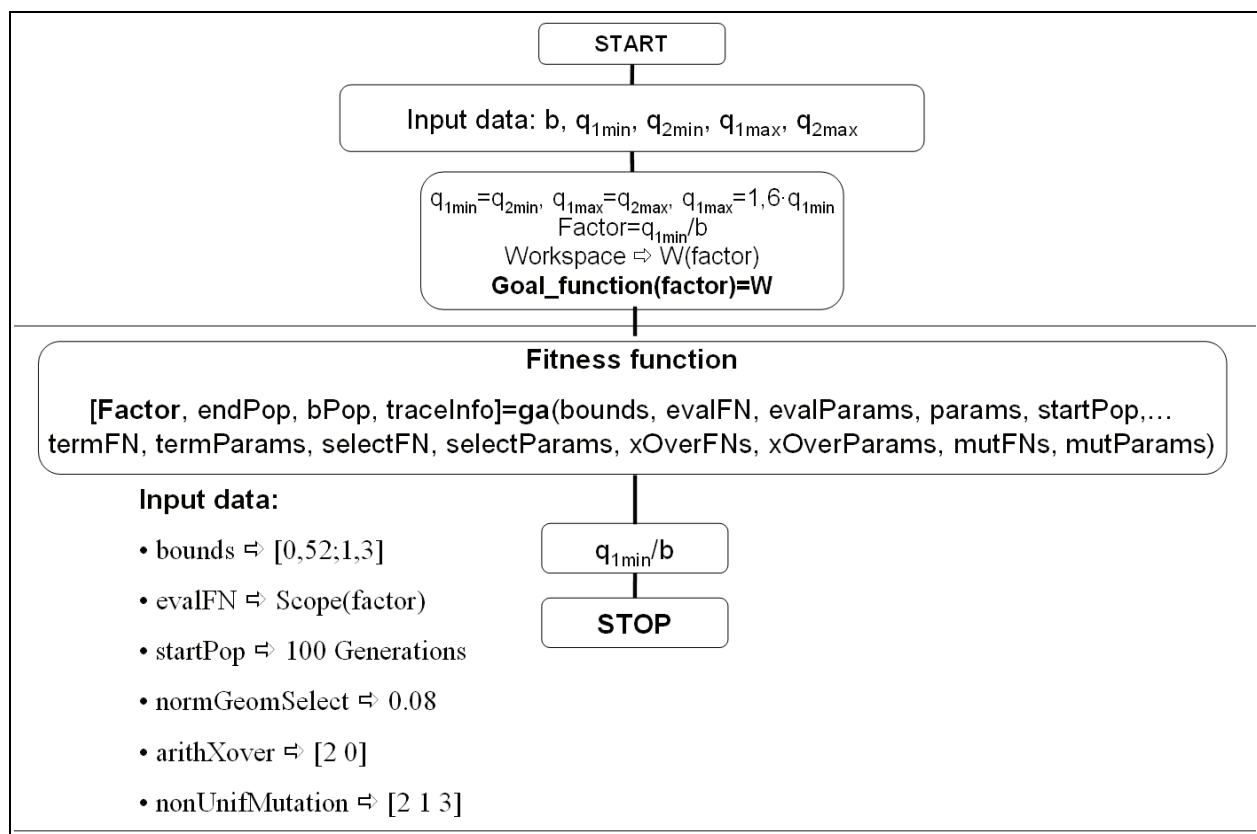 START
Input data: b, q1min, q2min, q1max, q2max
q1min=q2min, q1max=q2max, q1max=1,6·q1min
Factor=q1min/b
Workspace ⇨ W(factor)
Goal_function(factor)=W
Fitness function
[Factor, endPop, bPop, traceInfo]=ga(bounds, evalFN, evalParams, params, startPop,…
termFN, termParams, selectFN, selectParams, xOverFNs, xOverParams, mutFNs, mutParams)
Input data:
• bounds ⇨ [0,52;1,3]
• evalFN ⇨ Scope(factor)
• startPop ⇨ 100 Generations
• normGeomSelect ⇨ 0.08
• arithXover ⇨ [2 0]
• nonUnifMutation ⇨ [2 1 3]
q1min/b
STOP